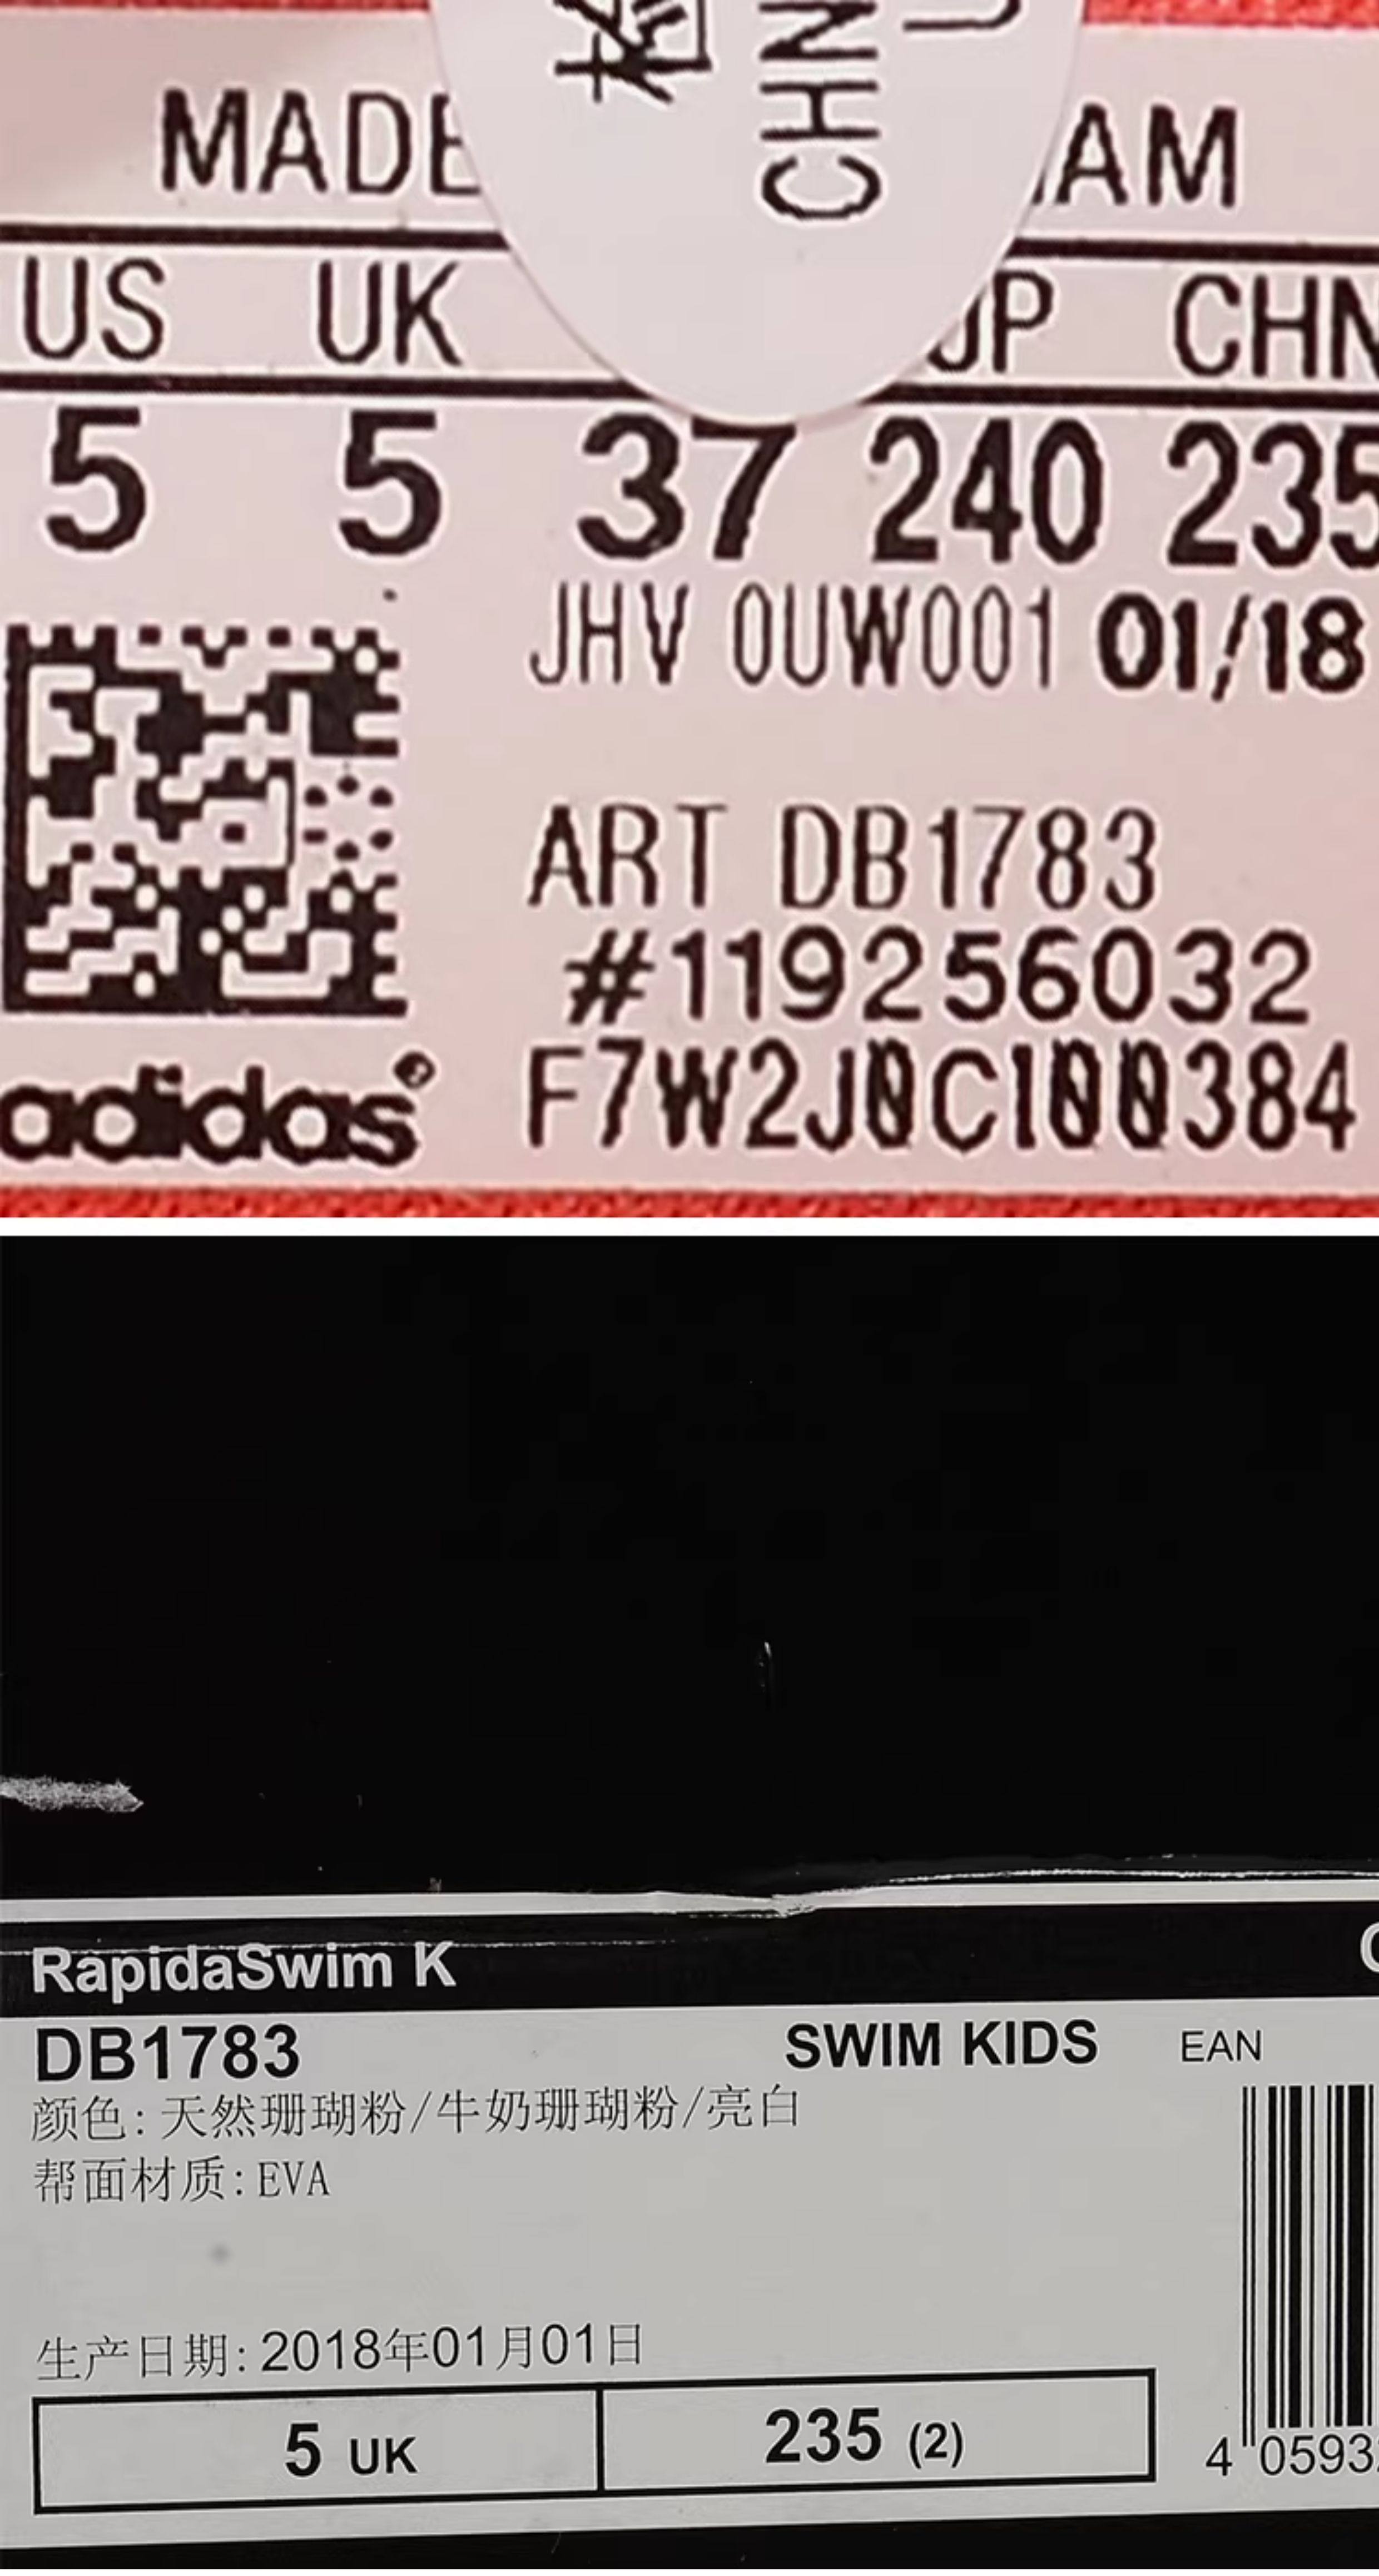 检
CHN
MADE
AM
US UK JP CHN
5 5 37 240 235
JHV 0UW001 01/18
ART DB1783
#119256032
F7W2J0C100384
adidas®
RapidaSwim K
DB1783 SWIM KIDS EAN
颜色: 天然珊瑚粉/牛奶珊瑚粉/亮白
帮面材质: EVA
生产日期: 2018年01月01日
5 UK 235 (2)
4 05932